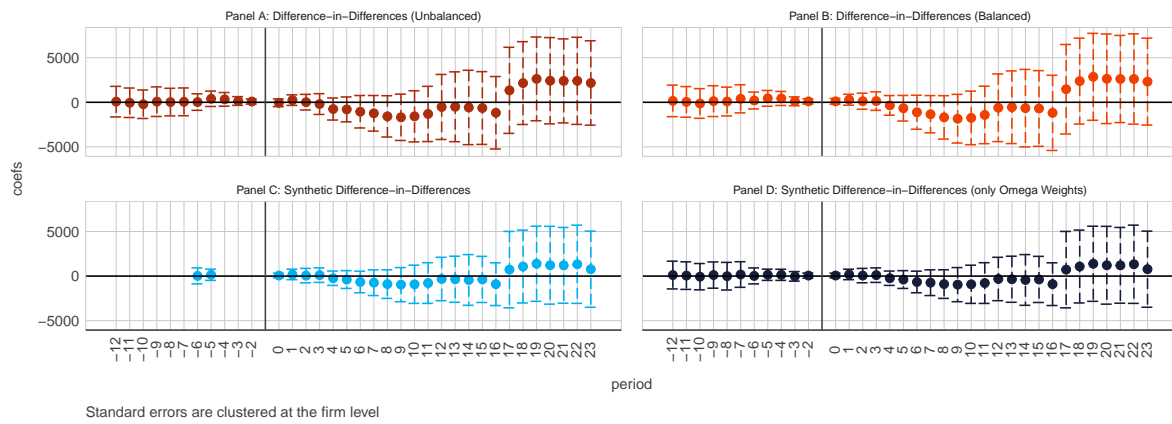 Panel A: Difference−in−Differences (Unbalanced)
Panel B: Difference−in−Differences (Balanced)
5000
0
−5000
coefs
Panel C: Synthetic Difference−in−Differences
Panel D: Synthetic Difference−in−Differences (only Omega Weights)
5000
0
−5000
−12 −11 −10 −9 −8 −7 −6 −5 −4 −3 −2 0 1 2 3 4 5 6 7 8 9 10 11 12 13 14 15 16 17 18 19 20 21 22 23
−12 −11 −10 −9 −8 −7 −6 −5 −4 −3 −2 0 1 2 3 4 5 6 7 8 9 10 11 12 13 14 15 16 17 18 19 20 21 22 23
period
Standard errors are clustered at the firm level